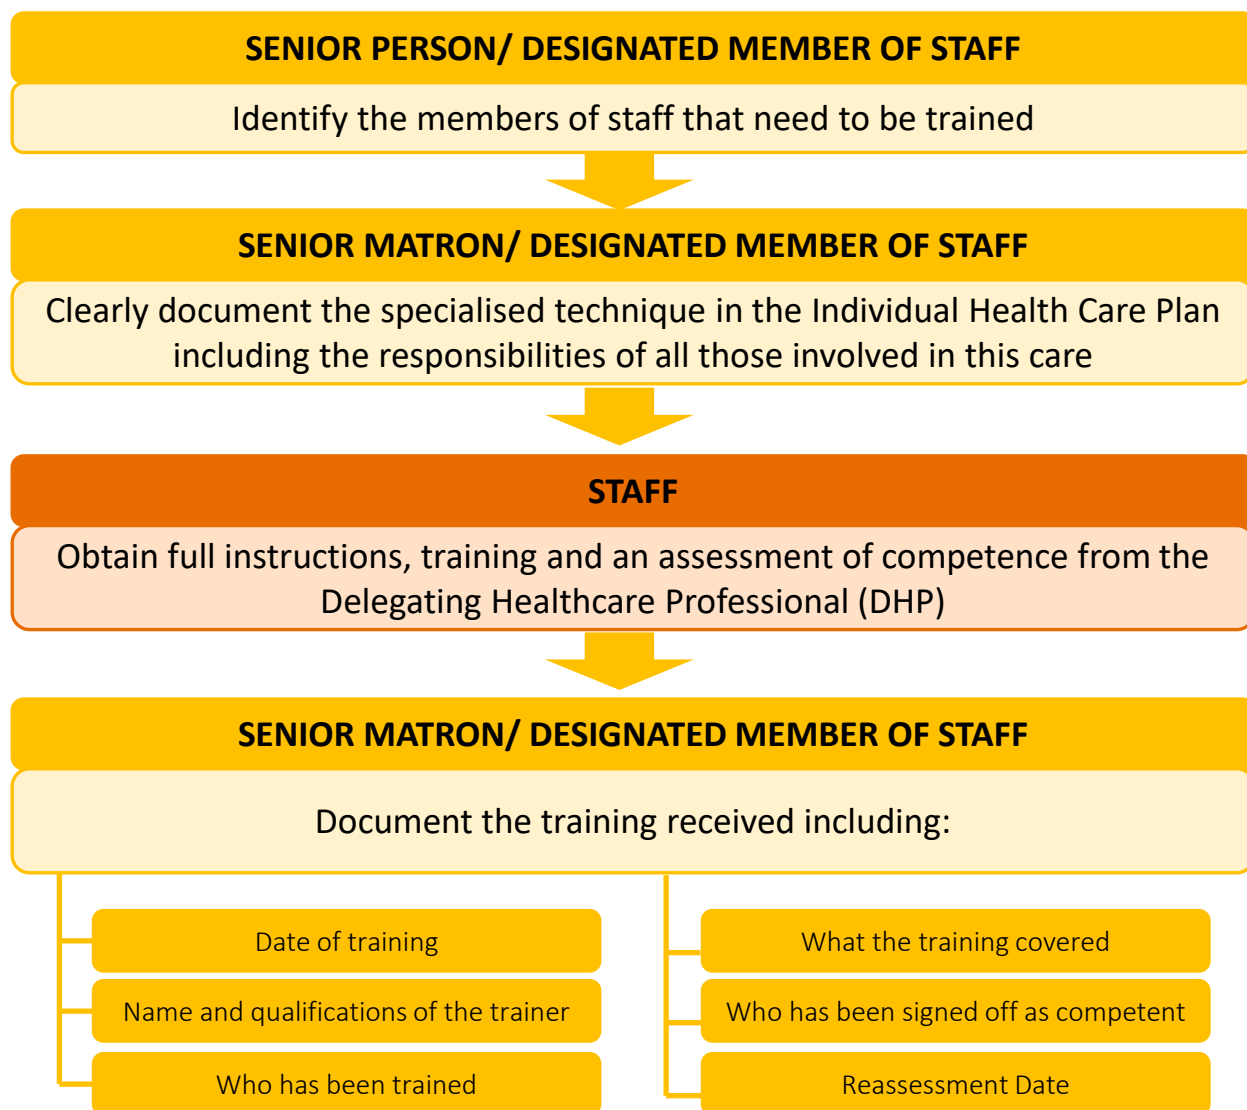 SENIOR PERSON/ DESIGNATED MEMBER OF STAFF
Identify the members of staff that need to be trained
SENIOR MATRON/ DESIGNATED MEMBER OF STAFF
Clearly document the specialised technique in the Individual Health Care Plan
including the responsibilities of all those involved in this care
STAFF
Obtain full instructions, training and an assessment of competence from the
Delegating Healthcare Professional (DHP)
SENIOR MATRON/ DESIGNATED MEMBER OF STAFF
Document the training received including:
Date of training
Name and qualifications of the trainer
Who has been trained
What the training covered
Who has been signed off as competent
Reassessment Date